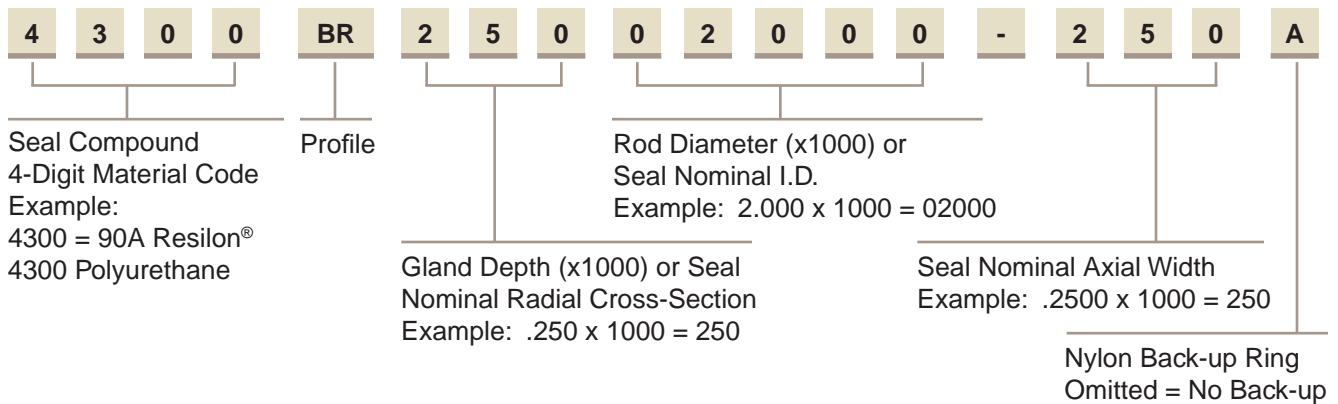 4 3 0 0 BR 2 5 0 0 2 0 0 0 - 2 5 0 A
Seal Compound
4-Digit Material Code
Example:
4300 = 90A Resilon®
4300 Polyurethane
Profile
Gland Depth (x1000) or Seal
Nominal Radial Cross-Section
Example: .250 x 1000 = 250
Rod Diameter (x1000) or
Seal Nominal I.D.
Example: 2.000 x 1000 = 02000
Seal Nominal Axial Width
Example: .2500 x 1000 = 250
Nylon Back-up Ring
Omitted = No Back-up